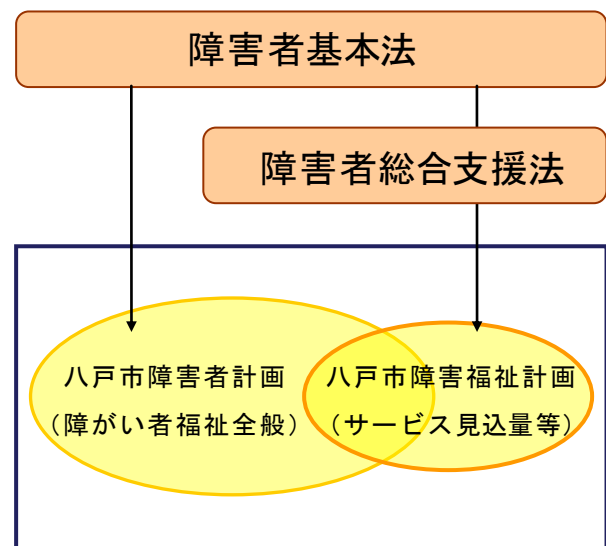 障害者基本法
障害者総合支援法
八戸市障害者計画
（障がい者福祉全般）
八戸市障害福祉計画
（サービス見込量等）